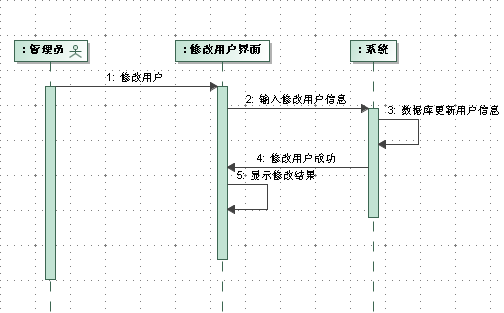 : 管理员
: 修改用户界面
: 系统
1: 修改用户
2: 输入修改用户信息
3: 数据库更新用户信息
4: 修改用户成功
5: 显示修改结果